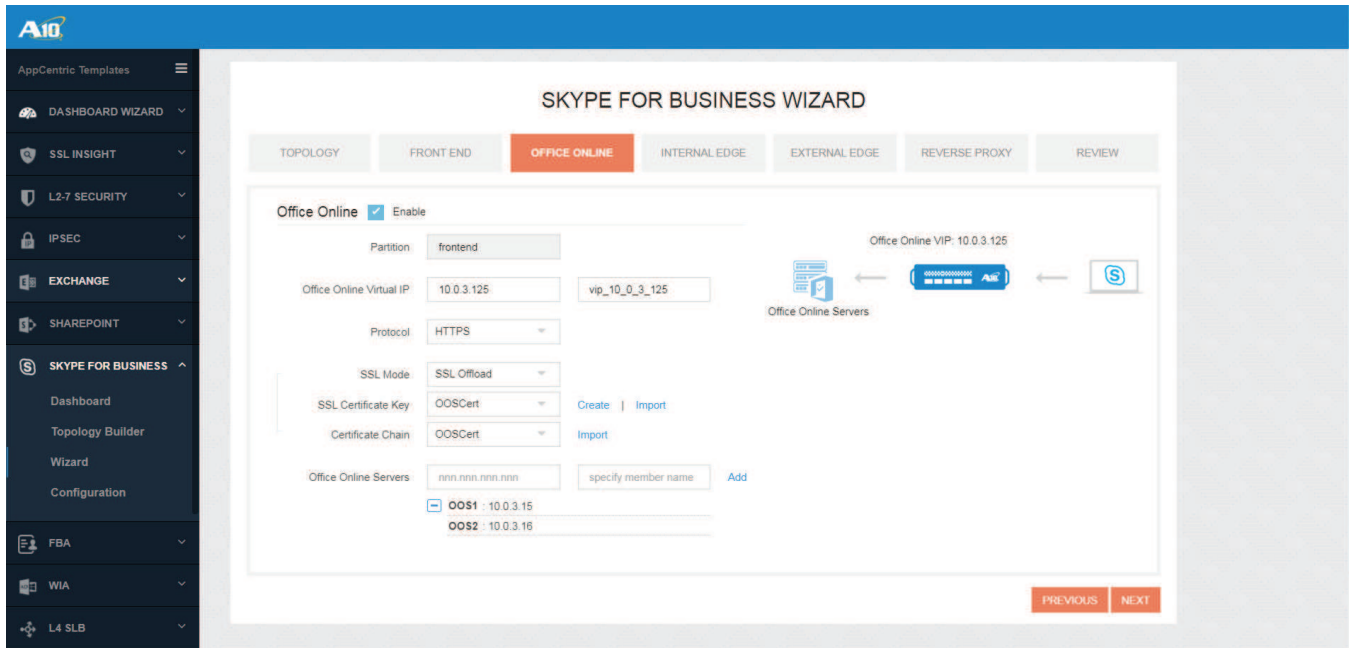 A10
AppCentric Templates
DASHBOARD WIZARD
SSL INSIGHT
L2-7 SECURITY
IPSEC
EXCHANGE
SHAREPOINT
SKYPE FOR BUSINESS
Dashboard
Topology Builder
Wizard
Configuration
FBA
WIA
L4 SLB
SKYPE FOR BUSINESS WIZARD
TOPOLOGY FRONT END OFFICE ONLINE INTERNAL EDGE EXTERNAL EDGE REVERSE PROXY REVIEW
Office Online Enable
Partition frontend
Office Online Virtual IP 10.0.3.125 vip_10_0_3_125
Protocol HTTPS
SSL Mode SSL Offload
SSL Certificate Key OOSCert Create | Import
Certificate Chain OOSCert Import
Office Online Servers nnn.nnn.nnn.nnn specify member name Add
OOS1 : 10.0.3.15
OOS2 : 10.0.3.16
Office Online VIP: 10.0.3.125
A10
Office Online Servers
PREVIOUS NEXT